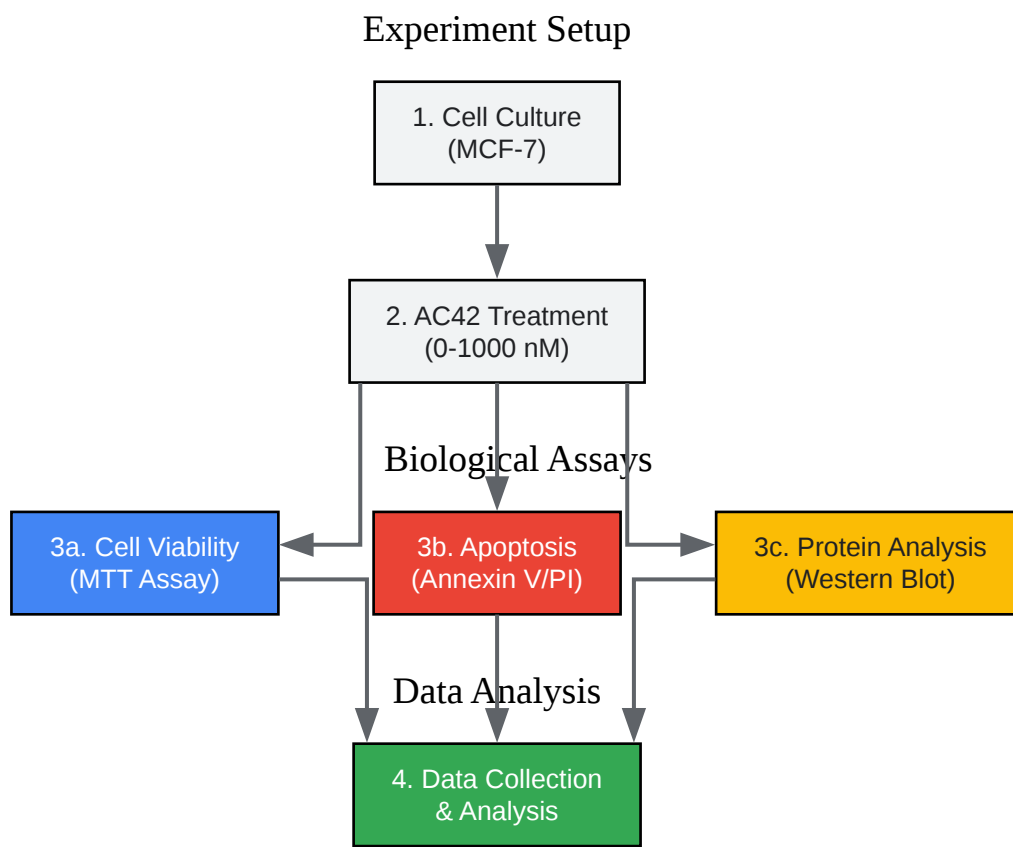 Experiment Setup
1. Cell Culture
(MCF-7)
2. AC42 Treatment
(0-1000 nM)
Biological Assays
3a. Cell Viability
(MTT Assay)
3b. Apoptosis
(Annexin V/PI)
3c. Protein Analysis
(Western Blot)
Data Analysis
4. Data Collection
& Analysis